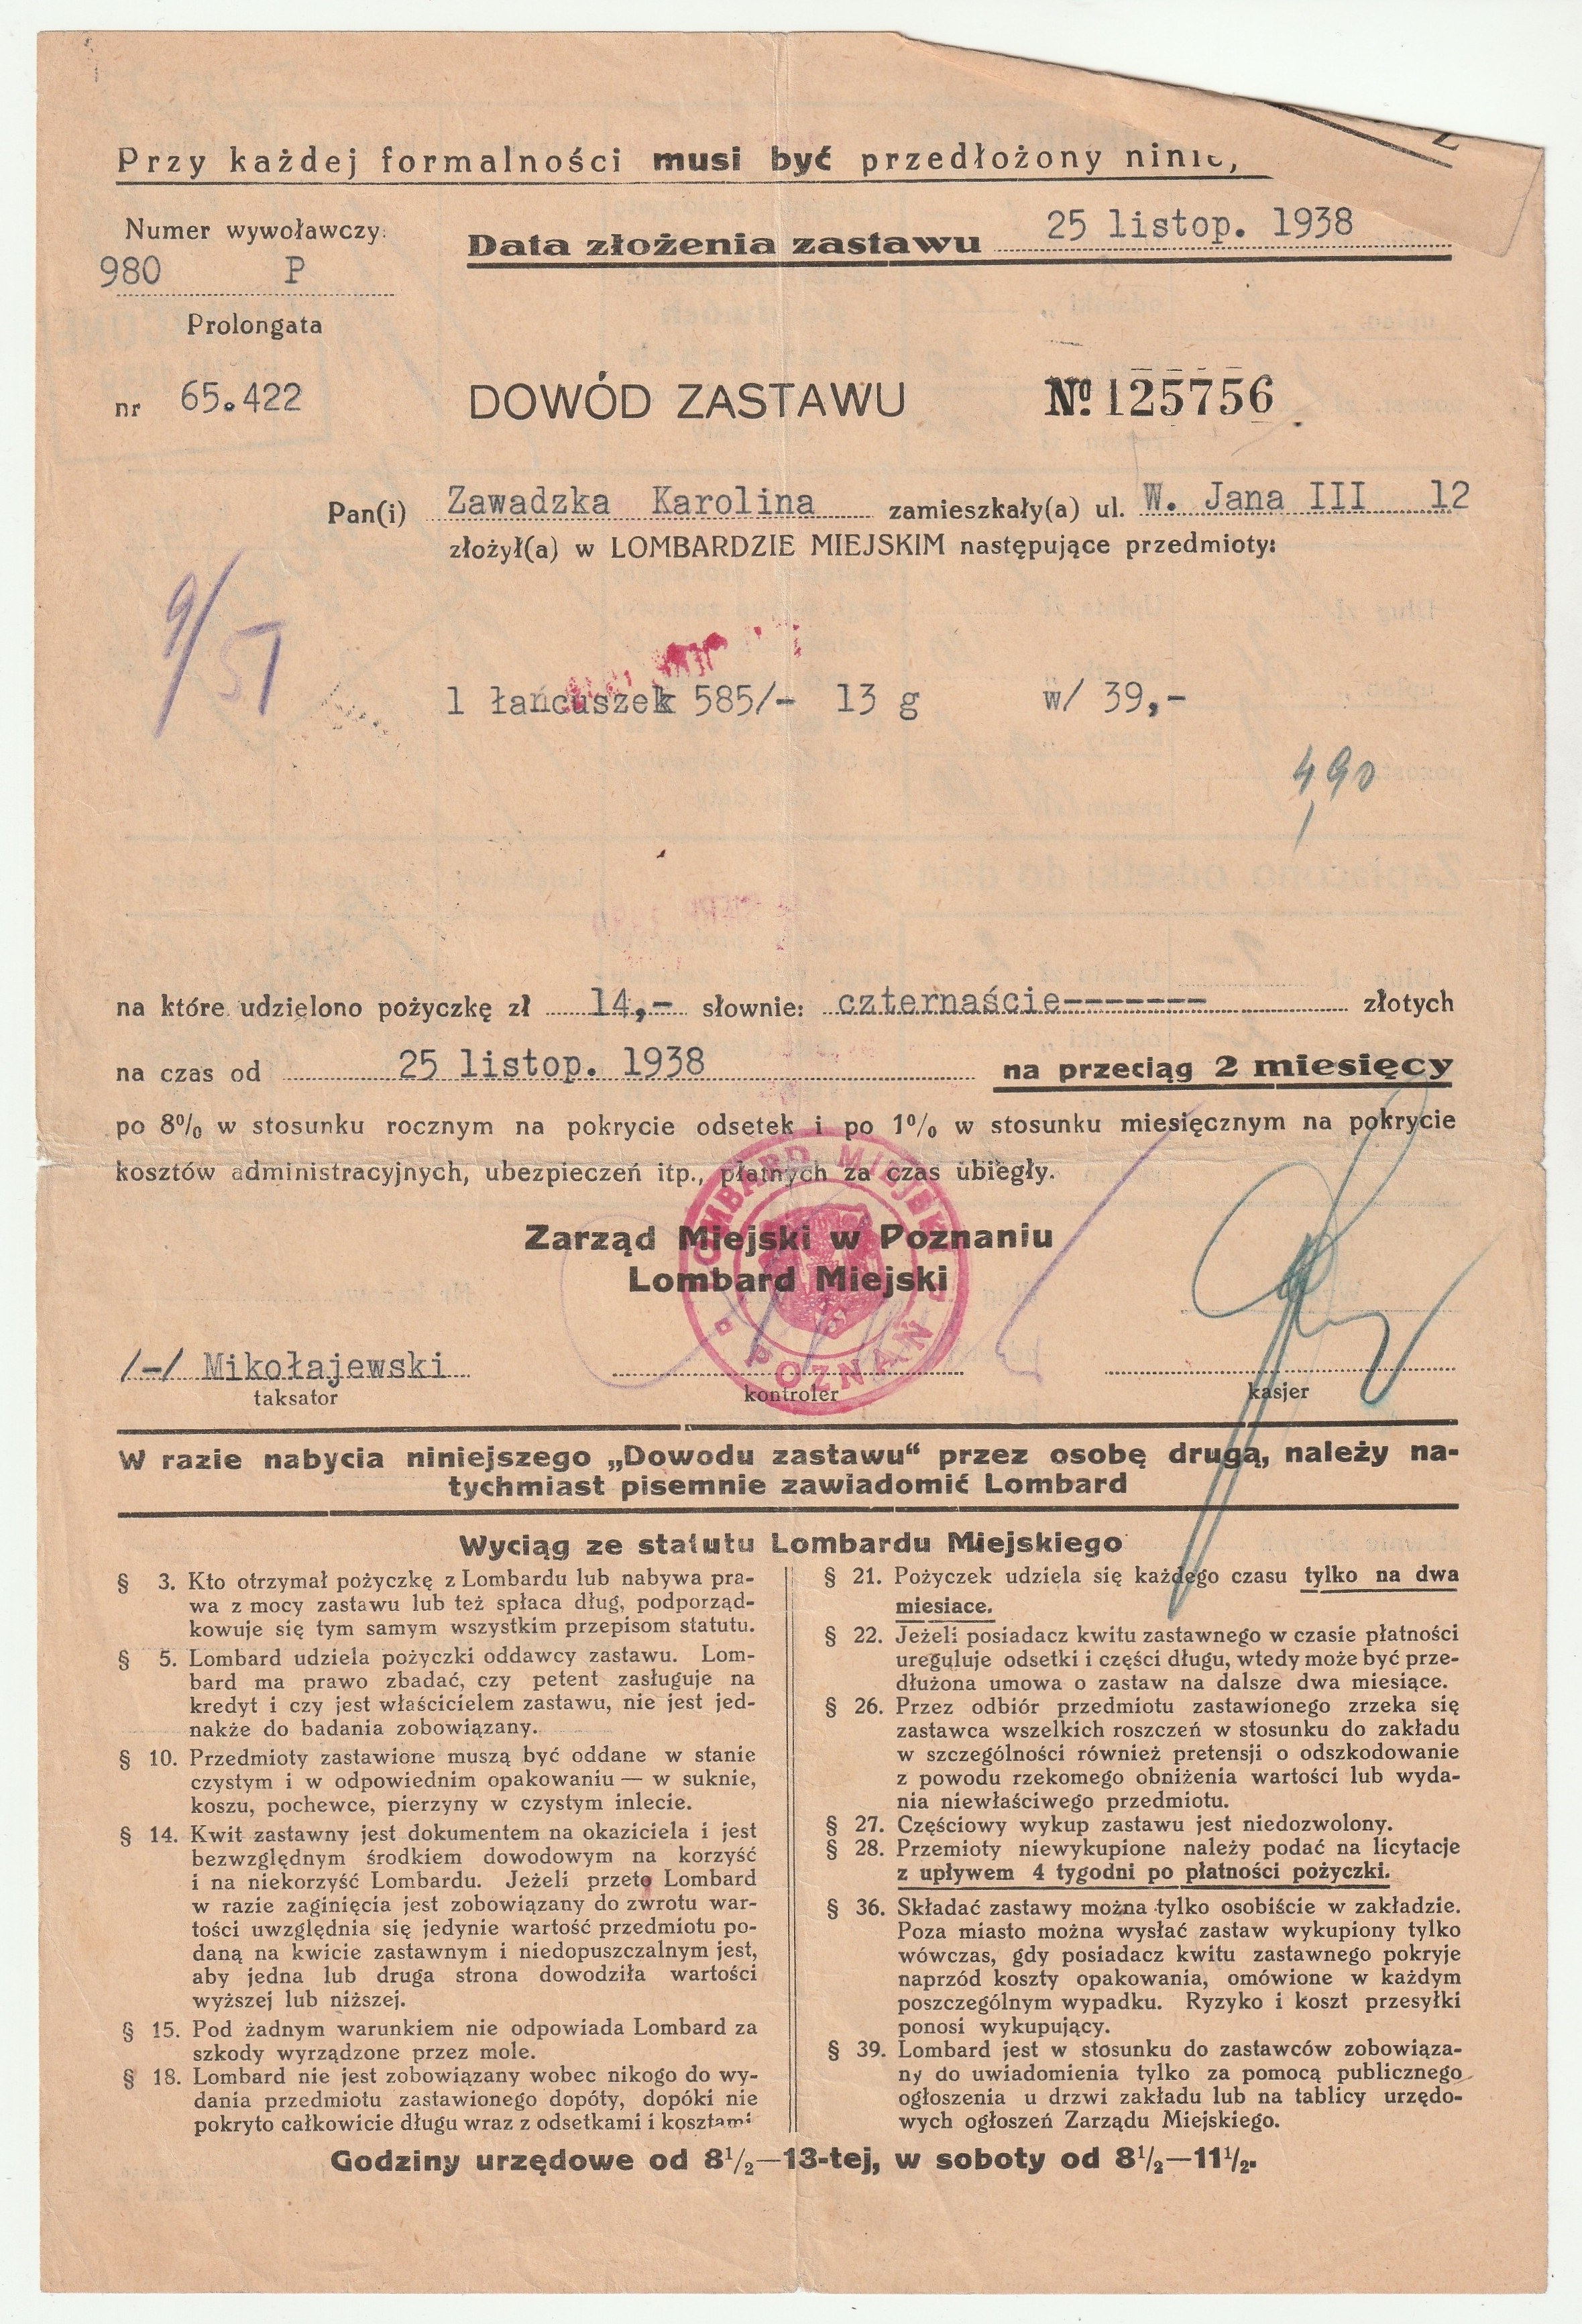 Przy każdej formalności musi być przedłożony
Numer wywoławczy:
Data złożenia zastawu 25 listop. 1938
980 P
Prolongata
nr 65.422
DOWÓD ZASTAWU
Nº 125756
Pan(i) Zawadzka Karolina zamieszkały(a) ul. W. Jana III 12
złożył(a) w LOMBARDZIE MIEJSKIM następujące przedmioty:
9/51
1 łańcuszek 585/- 13 g w/ 39,-
4,90
na które udzielono pożyczkę zł 14,- słownie: czternaście-------- złotych
na czas od 25 listop. 1938 na przeciąg 2 miesięcy
po 8% w stosunku rocznym na pokrycie odsetek i po 1% w stosunku miesięcznym na pokrycie
kosztów administracyjnych, ubezpieczeń itp., płatnych za czas ubiegły.
LOMBARD MIEJSKI
POZNAŃ
Zarząd Miejski w Poznaniu
Lombard Miejski
/-/ Mikołajewski
taksator
kontroler
kasjer
W razie nabycia niniejszego „Dowodu zastawu“ przez osobę drugą, należy na-
tychmiast pisemnie zawiadomić Lombard
Wyciąg ze statutu Lombardu Miejskiego
§ 3. Kto otrzymał pożyczkę z Lombardu lub nabywa pra-
wa z mocy zastawu lub też spłaca dług, podporząd-
kowuje się tym samym wszystkim przepisom statutu.
§ 5. Lombard udziela pożyczki oddawcy zastawu. Lom-
bard ma prawo zbadać, czy petent zasługuje na
kredyt i czy jest właścicielem zastawu, nie jest jed-
nakże do badania zobowiązany.
§ 10. Przedmioty zastawione muszą być oddane w stanie
czystym i w odpowiednim opakowaniu — w suknie,
koszu, pochewce, pierzyny w czystym inlecie.
§ 14. Kwit zastawny jest dokumentem na okaziciela i jest
bezwzględnym środkiem dowodowym na korzyść
i na niekorzyść Lombardu. Jeżeli przeto Lombard
w razie zaginięcia jest zobowiązany do zwrotu war-
tości uwzględnia się jedynie wartość przedmiotu po-
daną na kwicie zastawnym i niedopuszczalnym jest,
aby jedna lub druga strona dowodziła wartości
wyższej lub niższej.
§ 15. Pod żadnym warunkiem nie odpowiada Lombard za
szkody wyrządzone przez mole.
§ 18. Lombard nie jest zobowiązany wobec nikogo do wy-
dania przedmiotu zastawionego dopóty, dopóki nie
pokryto całkowicie długu wraz z odsetkami i kosztami
§ 21. Pożyczek udziela się każdego czasu tylko na dwa
miesiace.
§ 22. Jeżeli posiadacz kwitu zastawnego w czasie płatności
ureguluje odsetki i części długu, wtedy może być prze-
dłużona umowa o zastaw na dalsze dwa miesiące.
§ 26. Przez odbiór przedmiotu zastawionego zrzeka się
zastawca wszelkich roszczeń w stosunku do zakładu
w szczególności również pretensji o odszkodowanie
z powodu rzekomego obniżenia wartości lub wyda-
nia niewłaściwego przedmiotu.
§ 27. Częściowy wykup zastawu jest niedozwolony.
§ 28. Przemioty niewykupione należy podać na licytacje
z upływem 4 tygodni po płatności pożyczki.
§ 36. Składać zastawy można tylko osobiście w zakładzie.
Poza miasto można wysłać zastaw wykupiony tylko
wówczas, gdy posiadacz kwitu zastawnego pokryje
naprzód koszty opakowania, omówione w każdym
poszczególnym wypadku. Ryzyko i koszt przesyłki
ponosi wykupujący.
§ 39. Lombard jest w stosunku do zastawców zobowiąza-
ny do uwiadomienia tylko za pomocą publicznego
ogłoszenia u drzwi zakładu lub na tablicy urzędo-
wych ogłoszeń Zarządu Miejskiego.
Godziny urzędowe od 8½—13-tej, w soboty od 8½—11½.